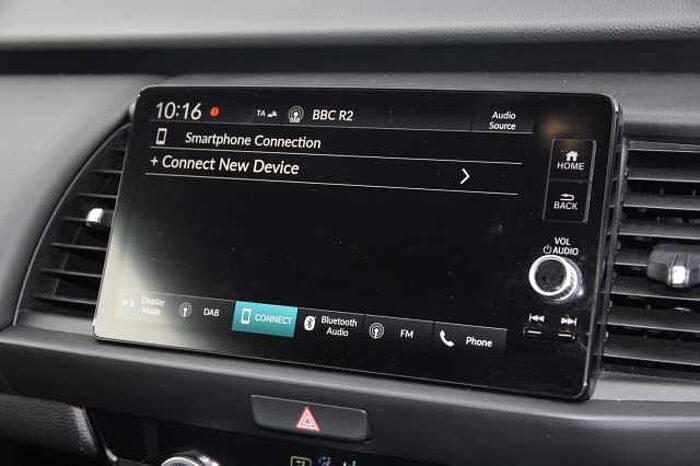 10:16 TA BBC R2 Audio Source
Smartphone Connection
+ Connect New Device
HOME
BACK
VOL
AUDIO
Display Mode DAB CONNECT Bluetooth Audio FM Phone